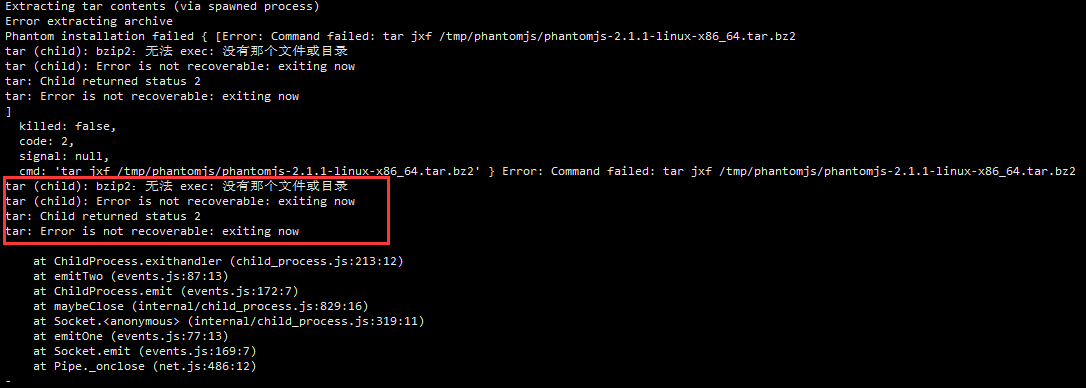 Extracting tar contents (via spawned process)
Error extracting archive
Phantom installation failed { [Error: Command failed: tar jxf /tmp/phantomjs/phantomjs-2.1.1-linux-x86_64.tar.bz2
tar (child): bzip2：无法 exec: 没有那个文件或目录
tar (child): Error is not recoverable: exiting now
tar: Child returned status 2
tar: Error is not recoverable: exiting now
]
  killed: false,
  code: 2,
  signal: null,
  cmd: 'tar jxf /tmp/phantomjs/phantomjs-2.1.1-linux-x86_64.tar.bz2' } Error: Command failed: tar jxf /tmp/phantomjs/phantomjs-2.1.1-linux-x86_64.tar.bz2
tar (child): bzip2：无法 exec: 没有那个文件或目录
tar (child): Error is not recoverable: exiting now
tar: Child returned status 2
tar: Error is not recoverable: exiting now
    at ChildProcess.exithandler (child_process.js:213:12)
    at emitTwo (events.js:87:13)
    at ChildProcess.emit (events.js:172:7)
    at maybeClose (internal/child_process.js:829:16)
    at Socket.<anonymous> (internal/child_process.js:319:11)
    at emitOne (events.js:77:13)
    at Socket.emit (events.js:169:7)
    at Pipe._onclose (net.js:486:12)
-